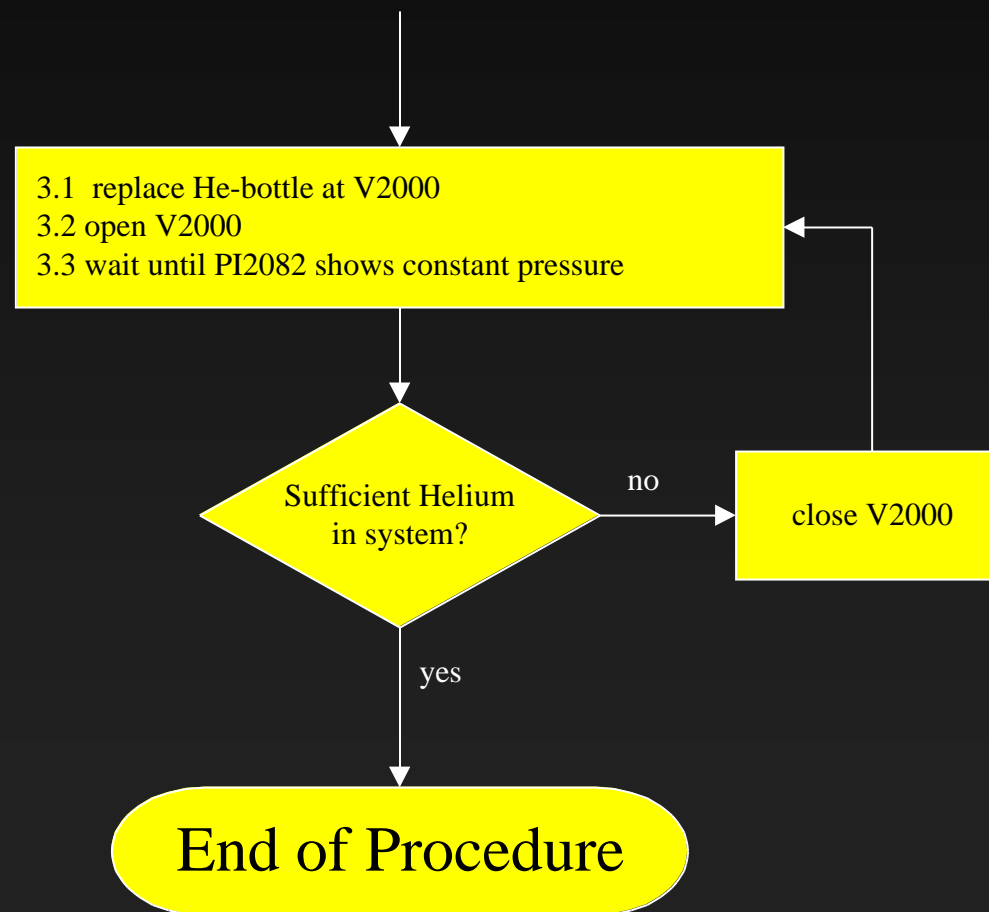 3.1  replace He-bottle at V2000
3.2 open V2000
3.3 wait until PI2082 shows constant pressure
Sufficient Helium
in system?
no
close V2000
yes
End of Procedure